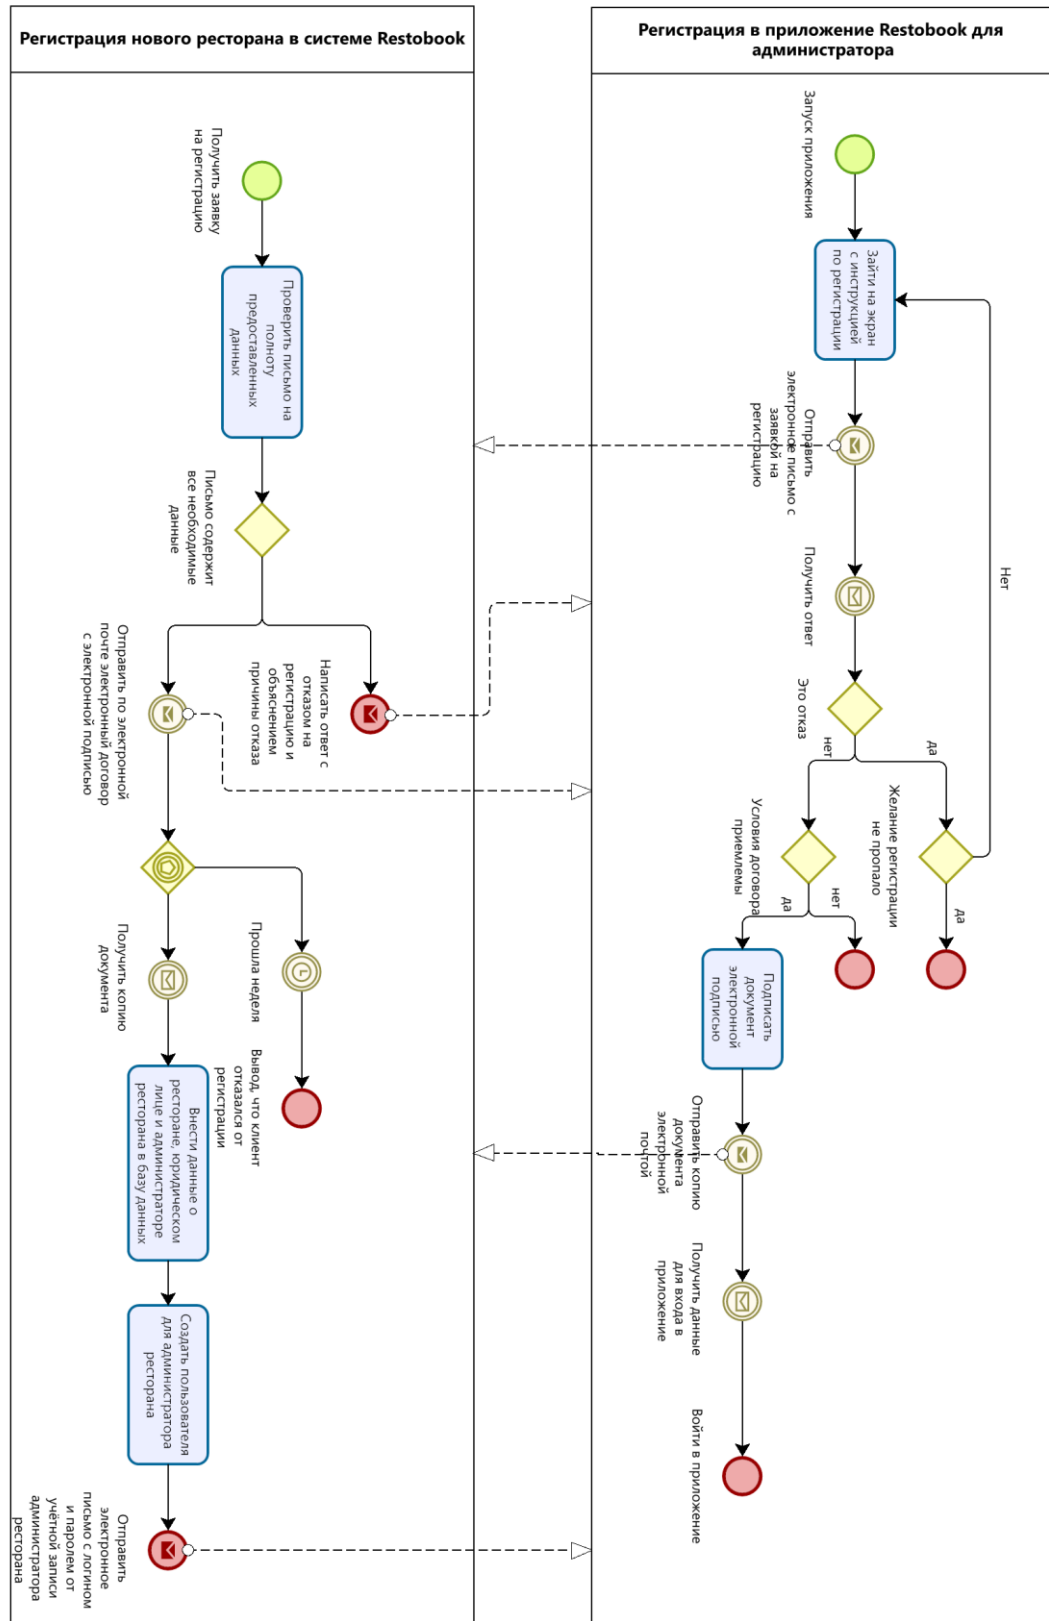 Регистрация нового ресторана в системе Restobook
Регистрация в приложение Restobook для
администратора
Получить заявку
на регистрацию
Проверить письмо на
полноту
предоставленных
данных
Письмо содержит
все необходимые
данные
Написать ответ с
отказом на
регистрацию и
объяснением
причины отказа
Отправить по электронной
почте электронный договор
с электронной подписью
Прошла неделя
Вывод, что клиент
отказался от
регистрации
Получить копию
документа
Внести данные о
ресторане, юридическом
лице и администраторе
ресторана в базу данных
Создать пользователя
для администратора
ресторана
Отправить
электронное
письмо с логином
и паролем от
учётной записи
администратора
ресторана
Запуск приложения
Зайти на экран
с инструкцией
по регистрации
Отправить
электронное письмо с
заявкой на
регистрацию
Получить ответ
Это отказ
да
нет
Желание регистрации
не пропало
Нет
да
Условия договора
приемлемы
нет
да
Подписать
документ
электронной
подписью
Отправить копию
документа
электронной
почтой
Получить данные
для входа в
приложение
Войти в приложение